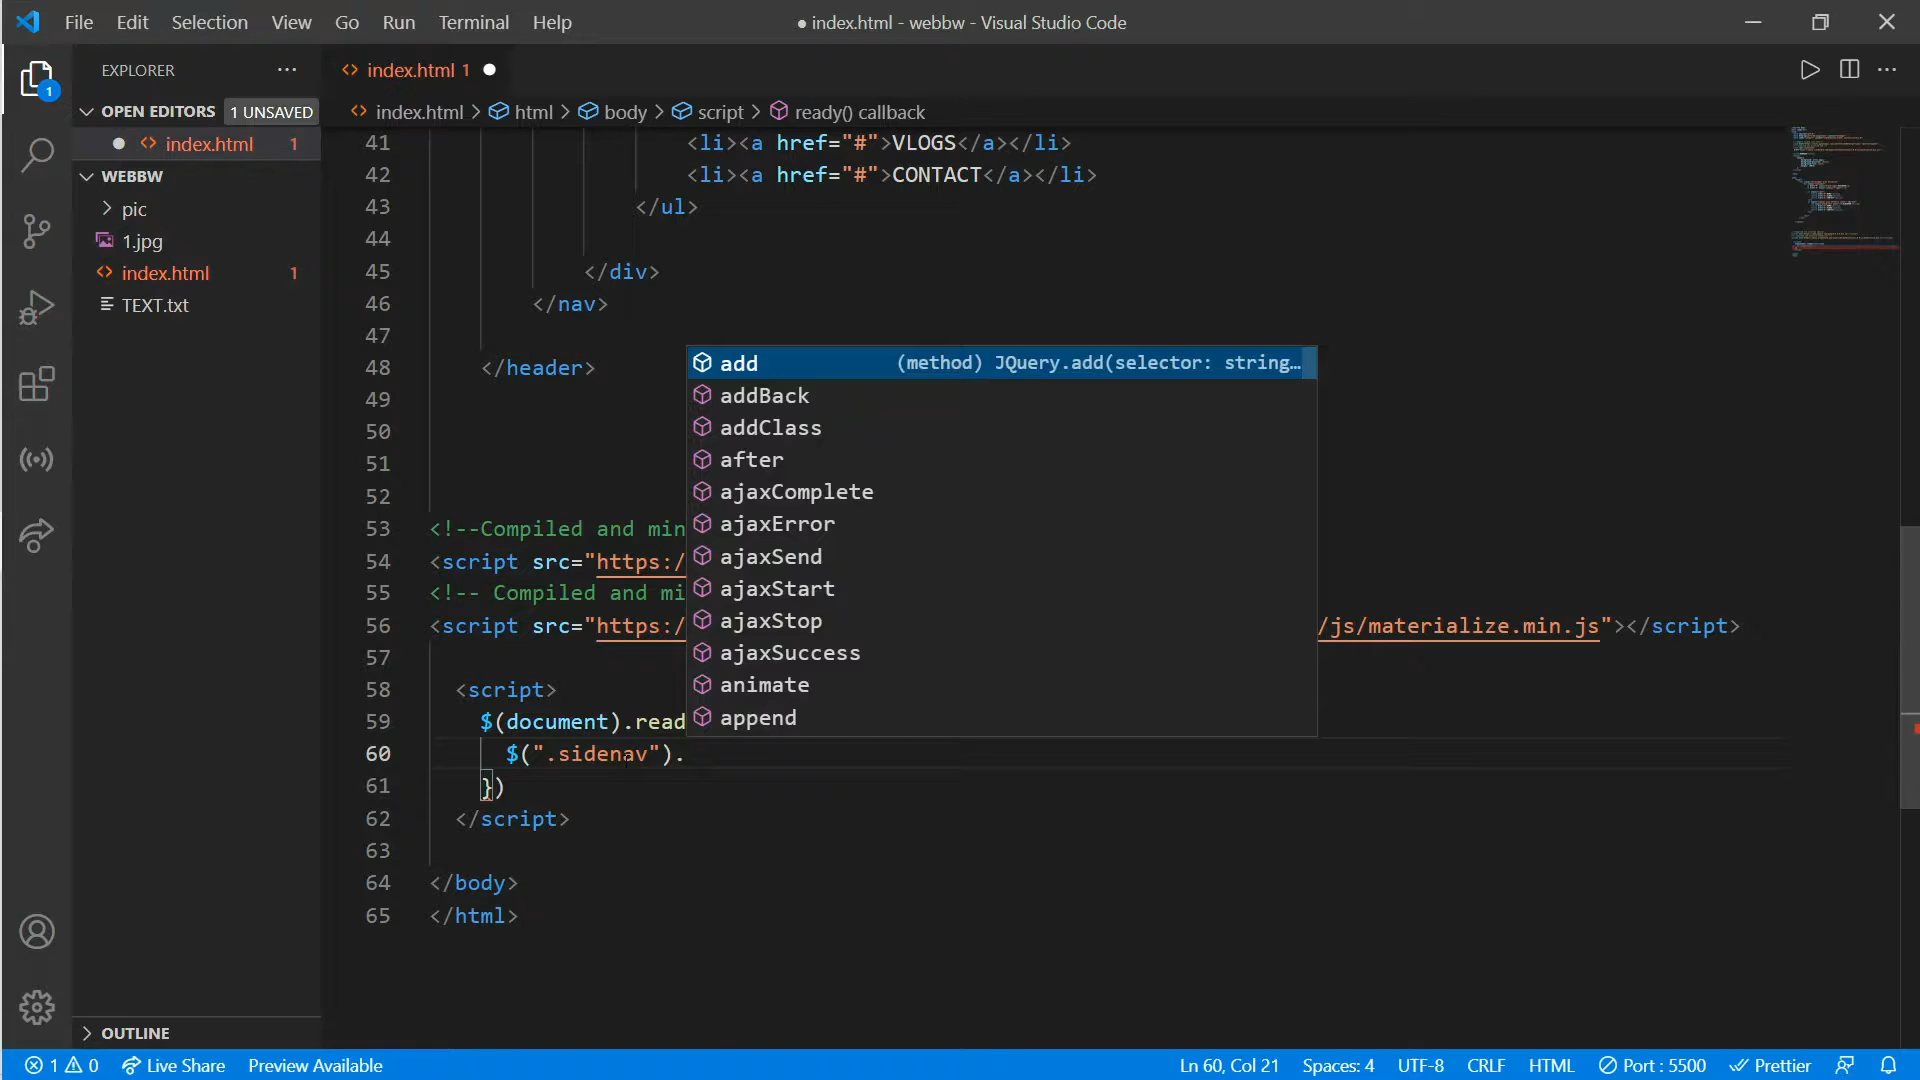 File Edit Selection View Go Run Terminal Help
● index.html - webbw - Visual Studio Code
EXPLORER
OPEN EDITORS 1 UNSAVED
index.html 1
WEBBW
pic
1.jpg
index.html 1
TEXT.txt
OUTLINE
index.html 1
index.html > html > body > script > ready() callback
41 <li><a href="#">VLOGS</a></li>
42 <li><a href="#">CONTACT</a></li>
43 </ul>
44
45 </div>
46 </nav>
47
48 </header>
49
50
51
52
53 <!--Compiled and min
54 <script src="https:/
55 <!-- Compiled and mi
56 <script src="https:/ /js/materialize.min.js"></script>
57
58 <script>
59 $(document).read
60 $(".sidenav").
61 })
62 </script>
63
64 </body>
65 </html>
add (method) JQuery.add(selector: string…
addBack
addClass
after
ajaxComplete
ajaxError
ajaxSend
ajaxStart
ajaxStop
ajaxSuccess
animate
append
1 0 Live Share Preview Available
Ln 60, Col 21 Spaces: 4 UTF-8 CRLF HTML Port : 5500 Prettier